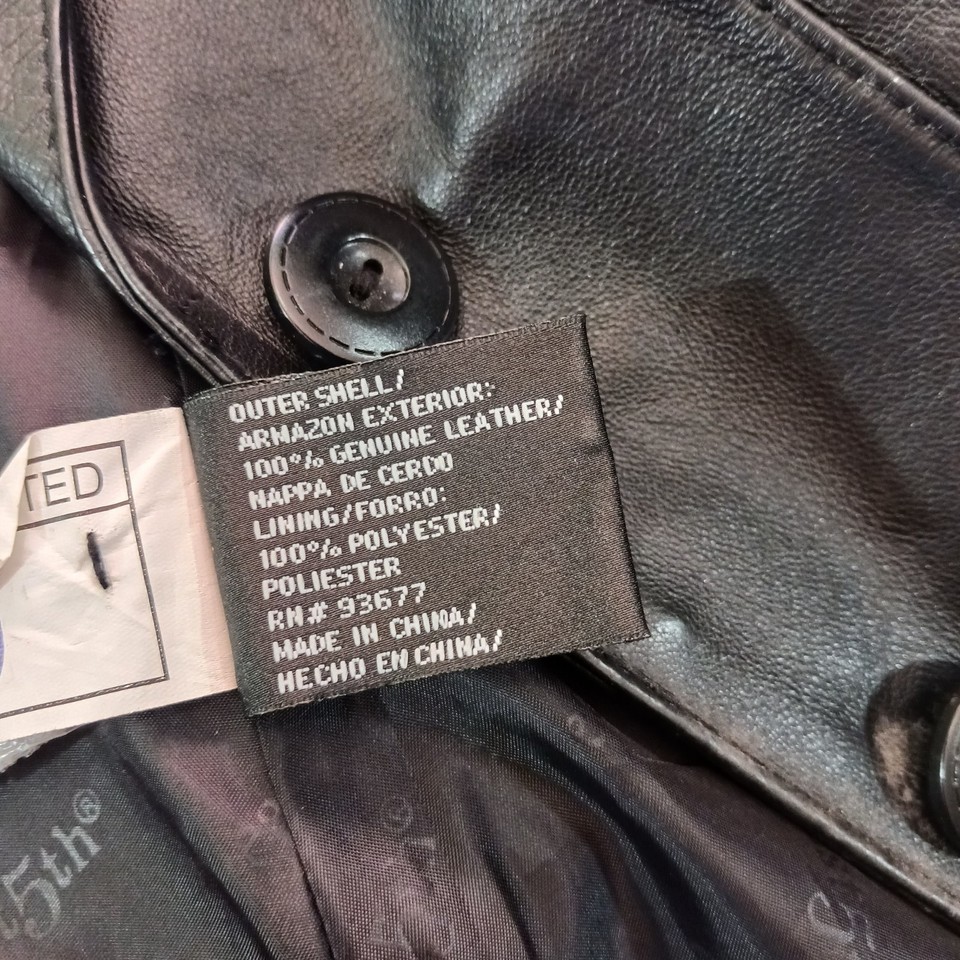 OUTER SHELL/
ARMAZON EXTERIOR:
100% GENUINE LEATHER/
NAPPA DE CERDO
LINING/FORRO:
100% POLYESTER/
POLIESTER
RN# 93677
MADE IN CHINA/
HECHO EN CHINA/
TED
5th®